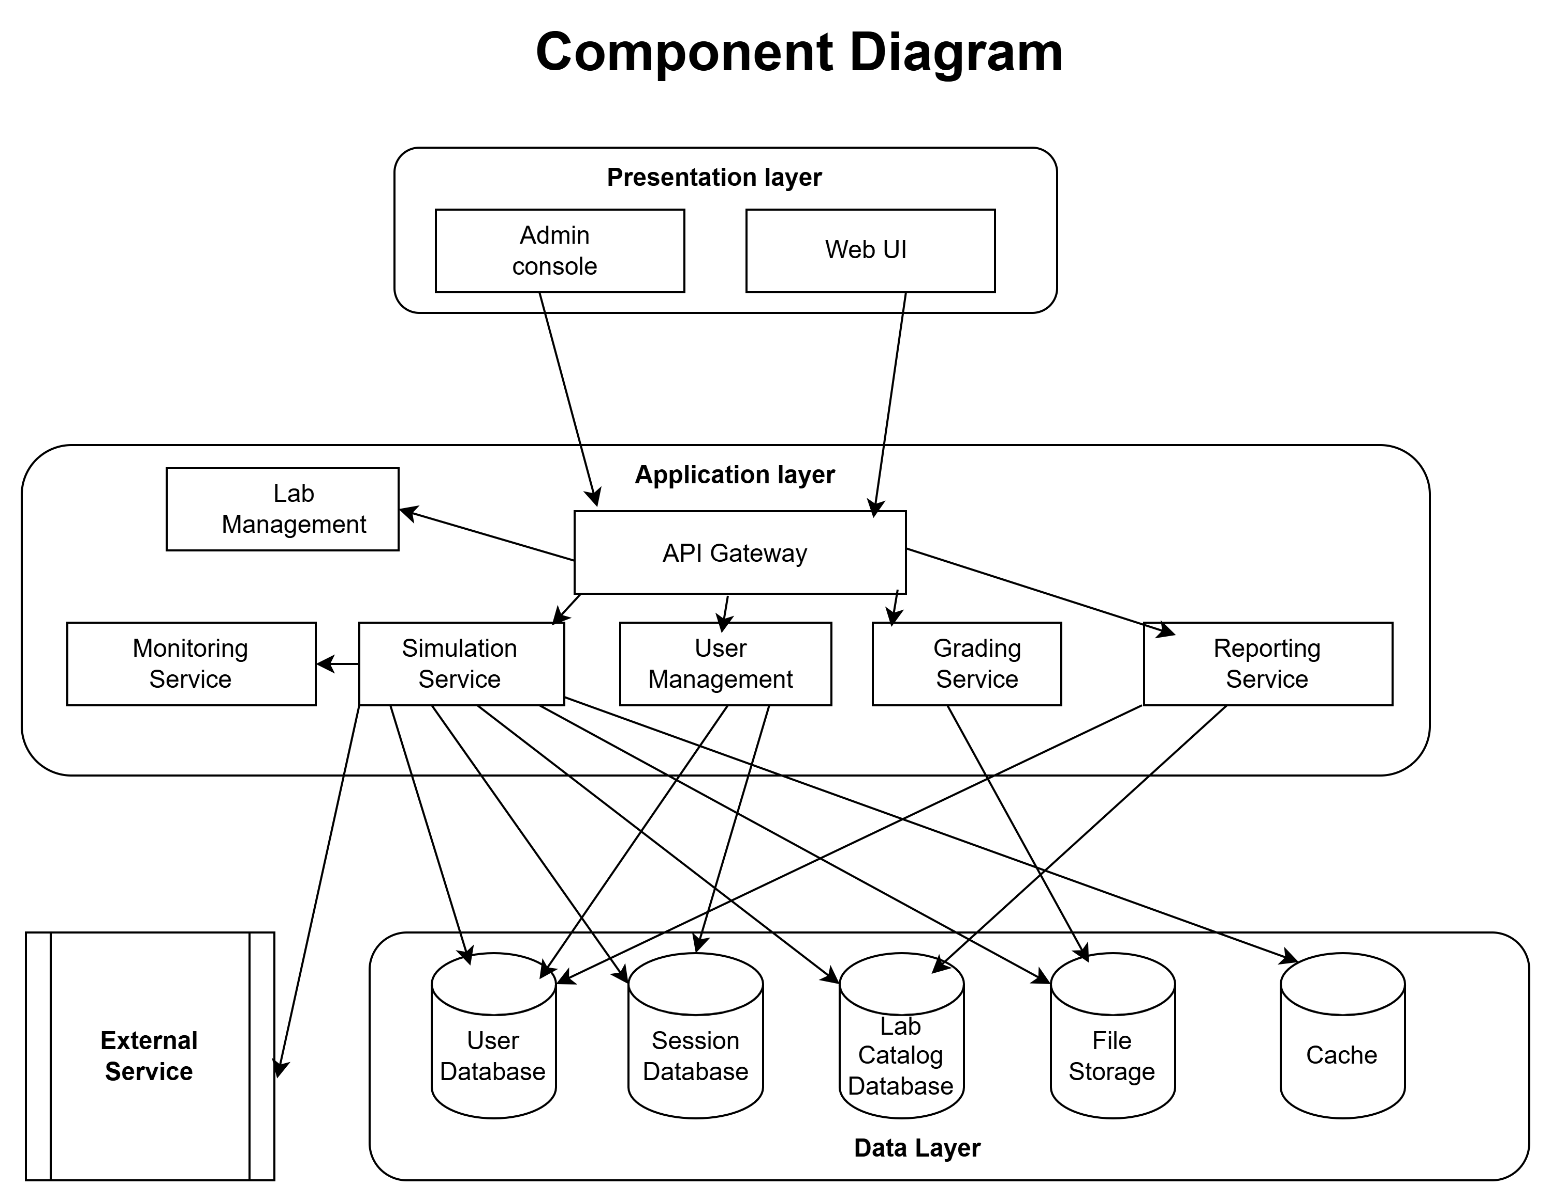 Component Diagram
Presentation layer
Admin
console
Web UI
Application layer
Lab
Management
API Gateway
Monitoring
Service
Simulation
Service
User
Management
Grading
Service
Reporting
Service
External
Service
User
Database
Session
Database
Lab
Catalog
Database
File
Storage
Cache
Data Layer